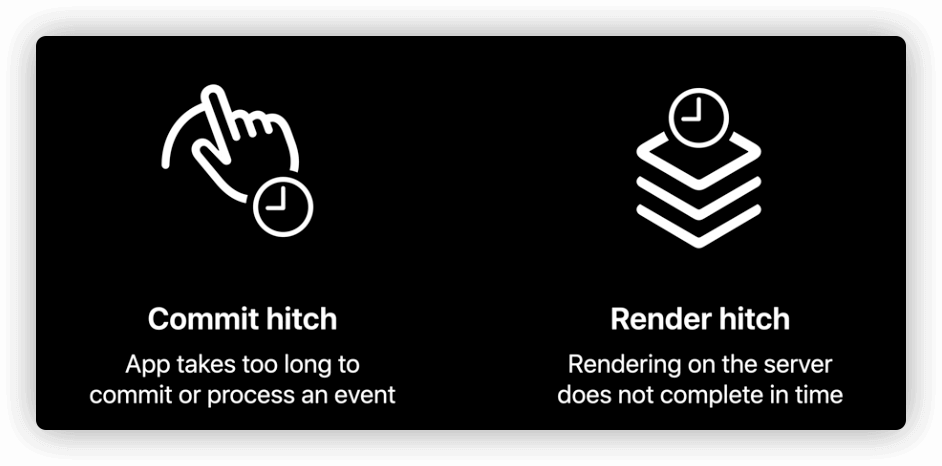 Commit hitch
App takes too long to
commit or process an event
Render hitch
Rendering on the server
does not complete in time